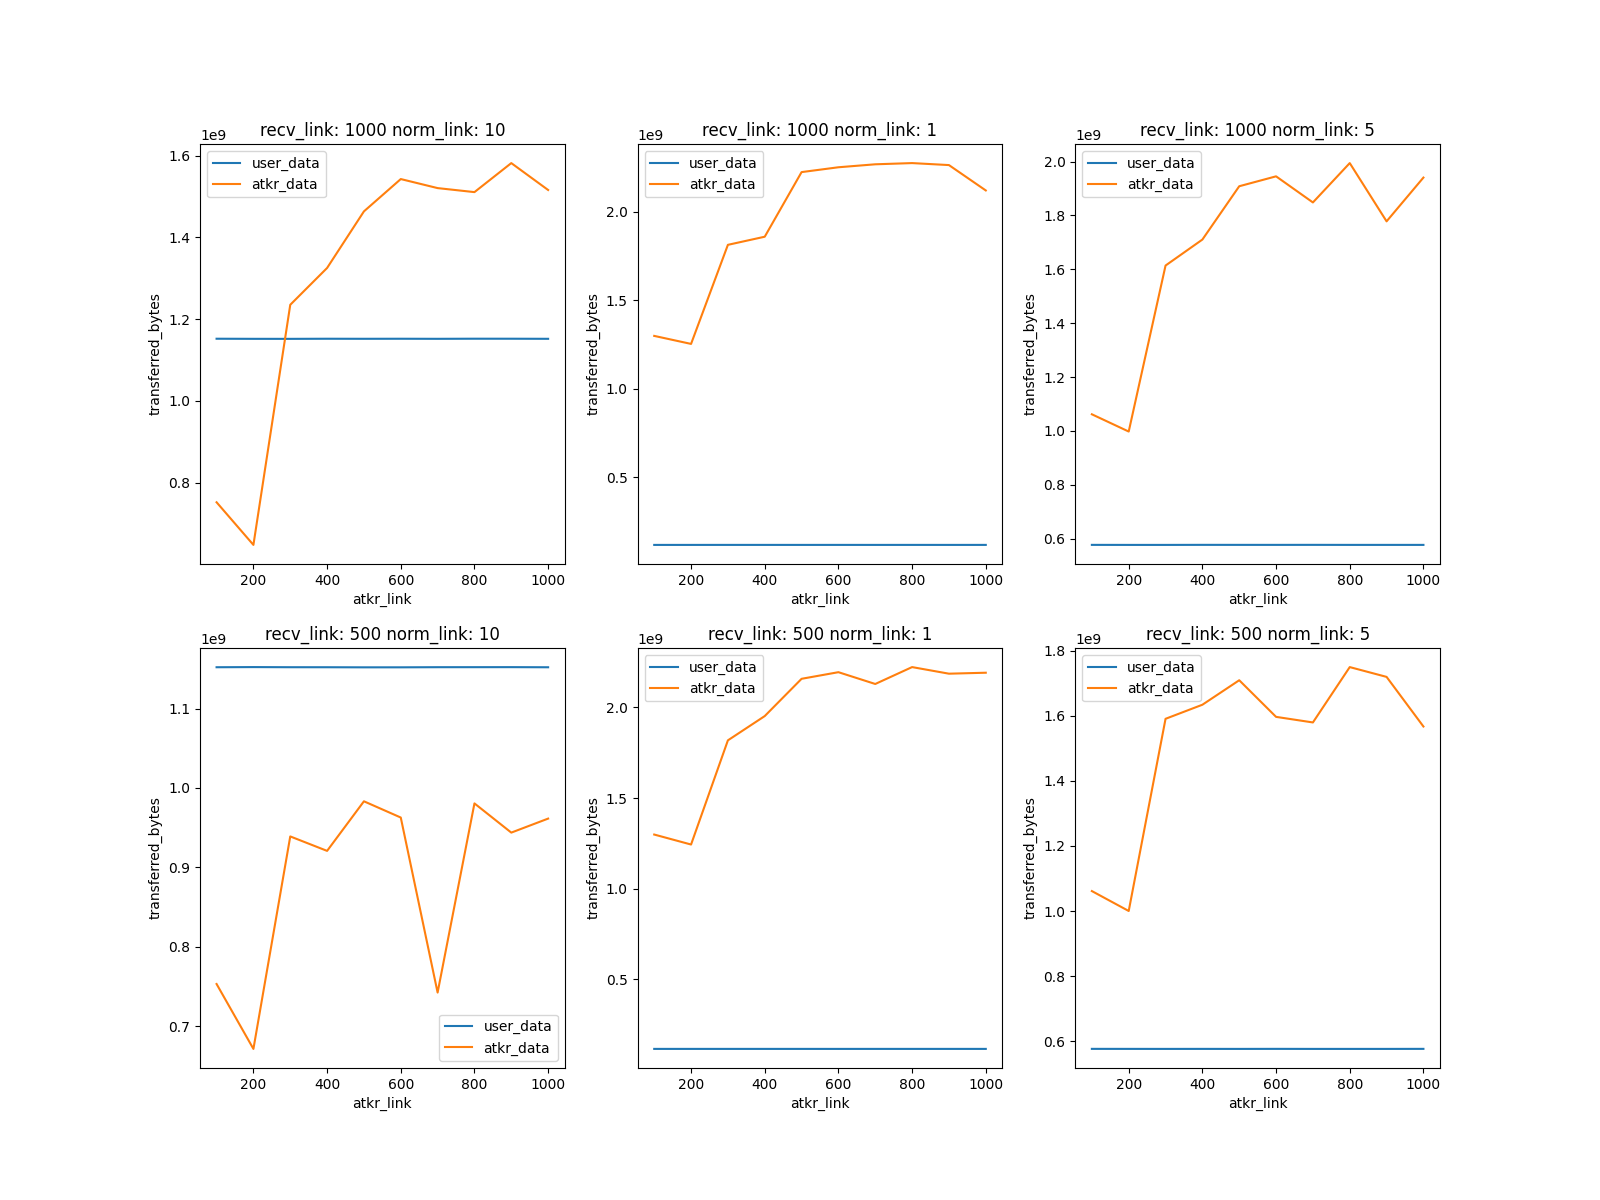 recv_link: 1000 norm_link: 10
1e9
user_data
atkr_data
1.6
1.4
1.2
1.0
0.8
transferred_bytes
200 400 600 800 1000
atkr_link
recv_link: 1000 norm_link: 1
1e9
user_data
atkr_data
2.0
1.5
1.0
0.5
transferred_bytes
200 400 600 800 1000
atkr_link
recv_link: 1000 norm_link: 5
1e9
user_data
atkr_data
2.0
1.8
1.6
1.4
1.2
1.0
0.8
0.6
transferred_bytes
200 400 600 800 1000
atkr_link
recv_link: 500 norm_link: 10
1e9
1.1
1.0
0.9
0.8
0.7
transferred_bytes
user_data
atkr_data
200 400 600 800 1000
atkr_link
recv_link: 500 norm_link: 1
1e9
user_data
atkr_data
2.0
1.5
1.0
0.5
transferred_bytes
200 400 600 800 1000
atkr_link
recv_link: 500 norm_link: 5
1e9
user_data
atkr_data
1.8
1.6
1.4
1.2
1.0
0.8
0.6
transferred_bytes
200 400 600 800 1000
atkr_link